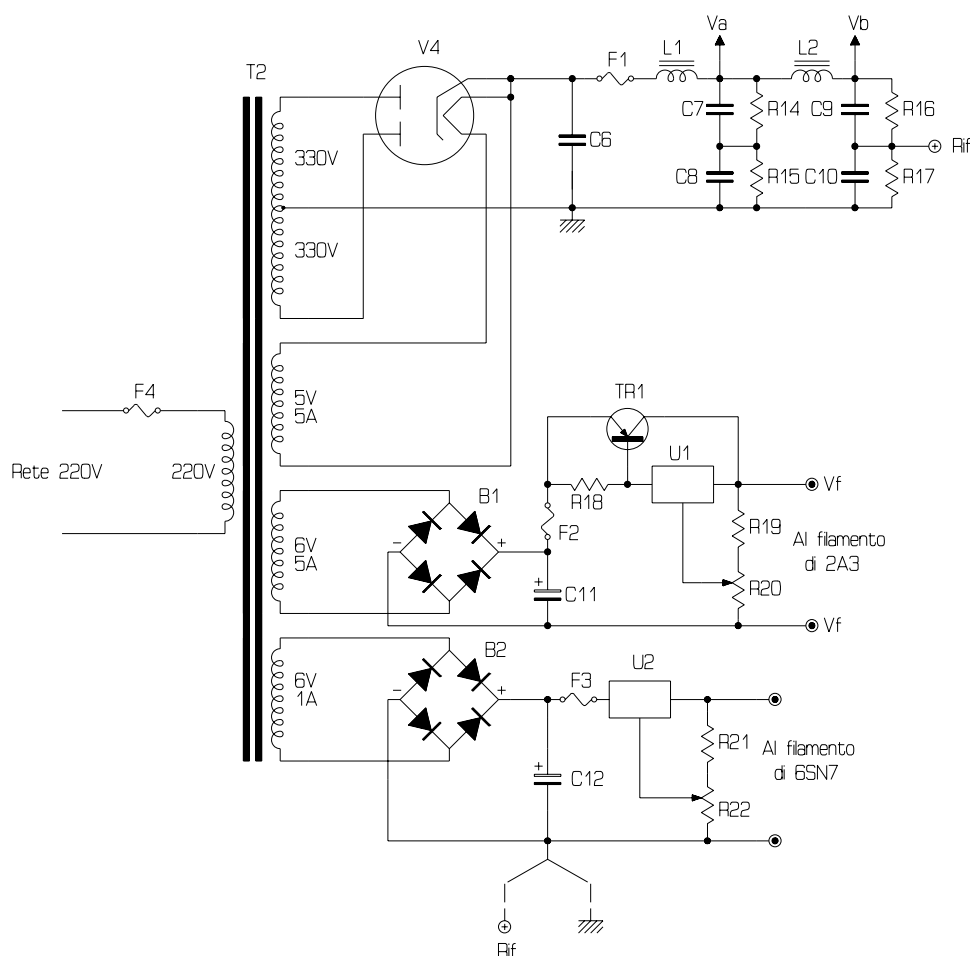 Va
Vb
V4
F1
L1
L2
T2
330V
C6
C7
R14
C9
R16
Rif
C8
R15
C10
R17
330V
5V
5A
F4
Rete 220V
220V
TR1
U1
R18
Vf
B1
F2
R19
Al filamento
di 2A3
6V
5A
-
+
+
C11
R20
Vf
B2
U2
F3
6V
1A
-
+
R21
Al filamento
di 6SN7
+
C12
R22
Rif